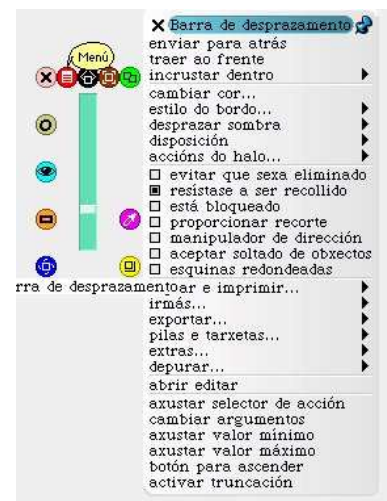 Barra de desprazamento
Menú
enviar para atrás
traer ao frente
incrustar dentro
cambiar cor...
estilo do bordo...
desprazar sombra
disposición
accións do halo...
evitar que sexa eliminado
resístase a ser recollido
está bloqueado
proporcionar recorte
manipulador de dirección
aceptar soltado de obxectos
esquinas redondeadas
rra de desprazamento
ar e imprimir...
irmás...
exportar...
pilas e tarxetas...
extras...
depurar...
abrir editar
axustar selector de acción
cambiar argumentos
axustar valor mínimo
axustar valor máximo
botón para ascender
activar truncación